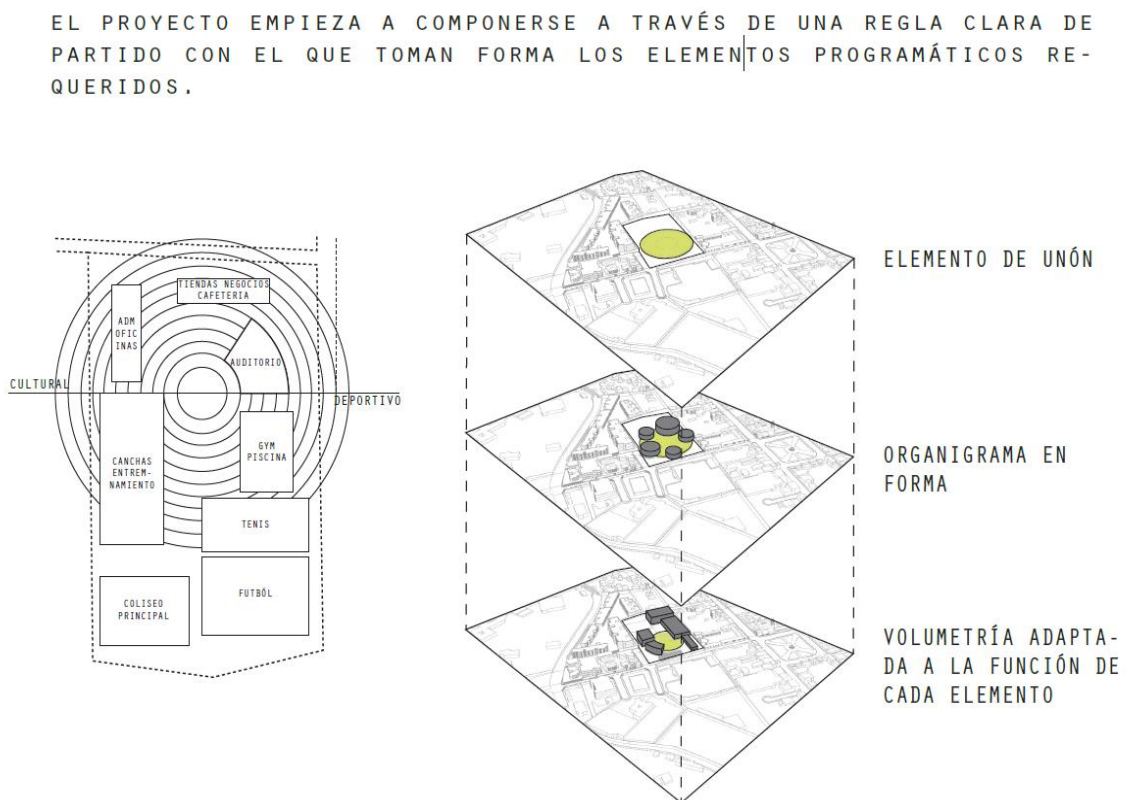 EL PROYECTO EMPIEZA A COMPONERSE A TRAVÉS DE UNA REGLA CLARA DE
PARTIDO CON EL QUE TOMAN FORMA LOS ELEMENTOS PROGRAMÁTICOS RE-
QUERIDOS.
TIENDAS NEGOCIOS
CAFETERIA
ADM
OFIC
INAS
AUDITORIO
CULTURAL
DEPORTIVO
CANCHAS
ENTREM-
NAMIENTO
GYM
PISCINA
TENIS
COLISEO
PRINCIPAL
FUTBÓL
ELEMENTO DE UNÓN
ORGANIGRAMA EN
FORMA
VOLUMETRÍA ADAPTA-
DA A LA FUNCIÓN DE
CADA ELEMENTO